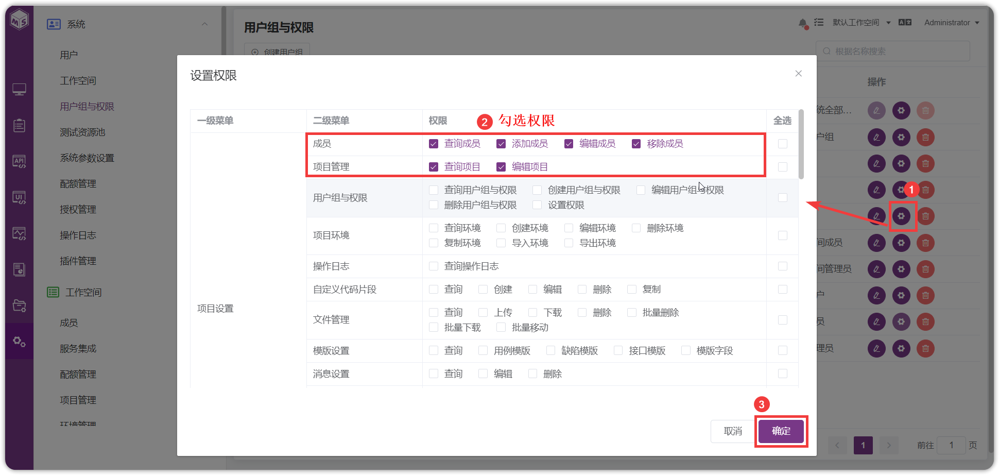 MS
系统
用户组与权限
默认工作空间
Administrator
创建用户组
根据名称搜索
用户
工作空间
用户组与权限
测试资源池
系统参数设置
配额管理
授权管理
操作日志
插件管理
工作空间
成员
服务集成
配额管理
项目管理
环境管理
API
UI
设置权限
一级菜单 二级菜单 权限 全选
2 勾选权限
项目设置
成员 查询成员 添加成员 编辑成员 移除成员
项目管理 查询项目 编辑项目
用户组与权限 查询用户组与权限 创建用户组与权限 编辑用户组与权限
删除用户组与权限 设置权限
项目环境 查询环境 创建环境 编辑环境 删除环境
复制环境 导入环境 导出环境
操作日志 查询操作日志
自定义代码片段 查询 创建 编辑 删除 复制
文件管理 查询 上传 下载 删除 批量删除
批量下载 批量移动
模版设置 查询 用例模版 缺陷模版 接口模版 模版字段
消息设置 查询 编辑 删除
3
取消 确定
操作
统全部...
户组
1
间成员
间管理员
户
员
理员
1
前往 1 页